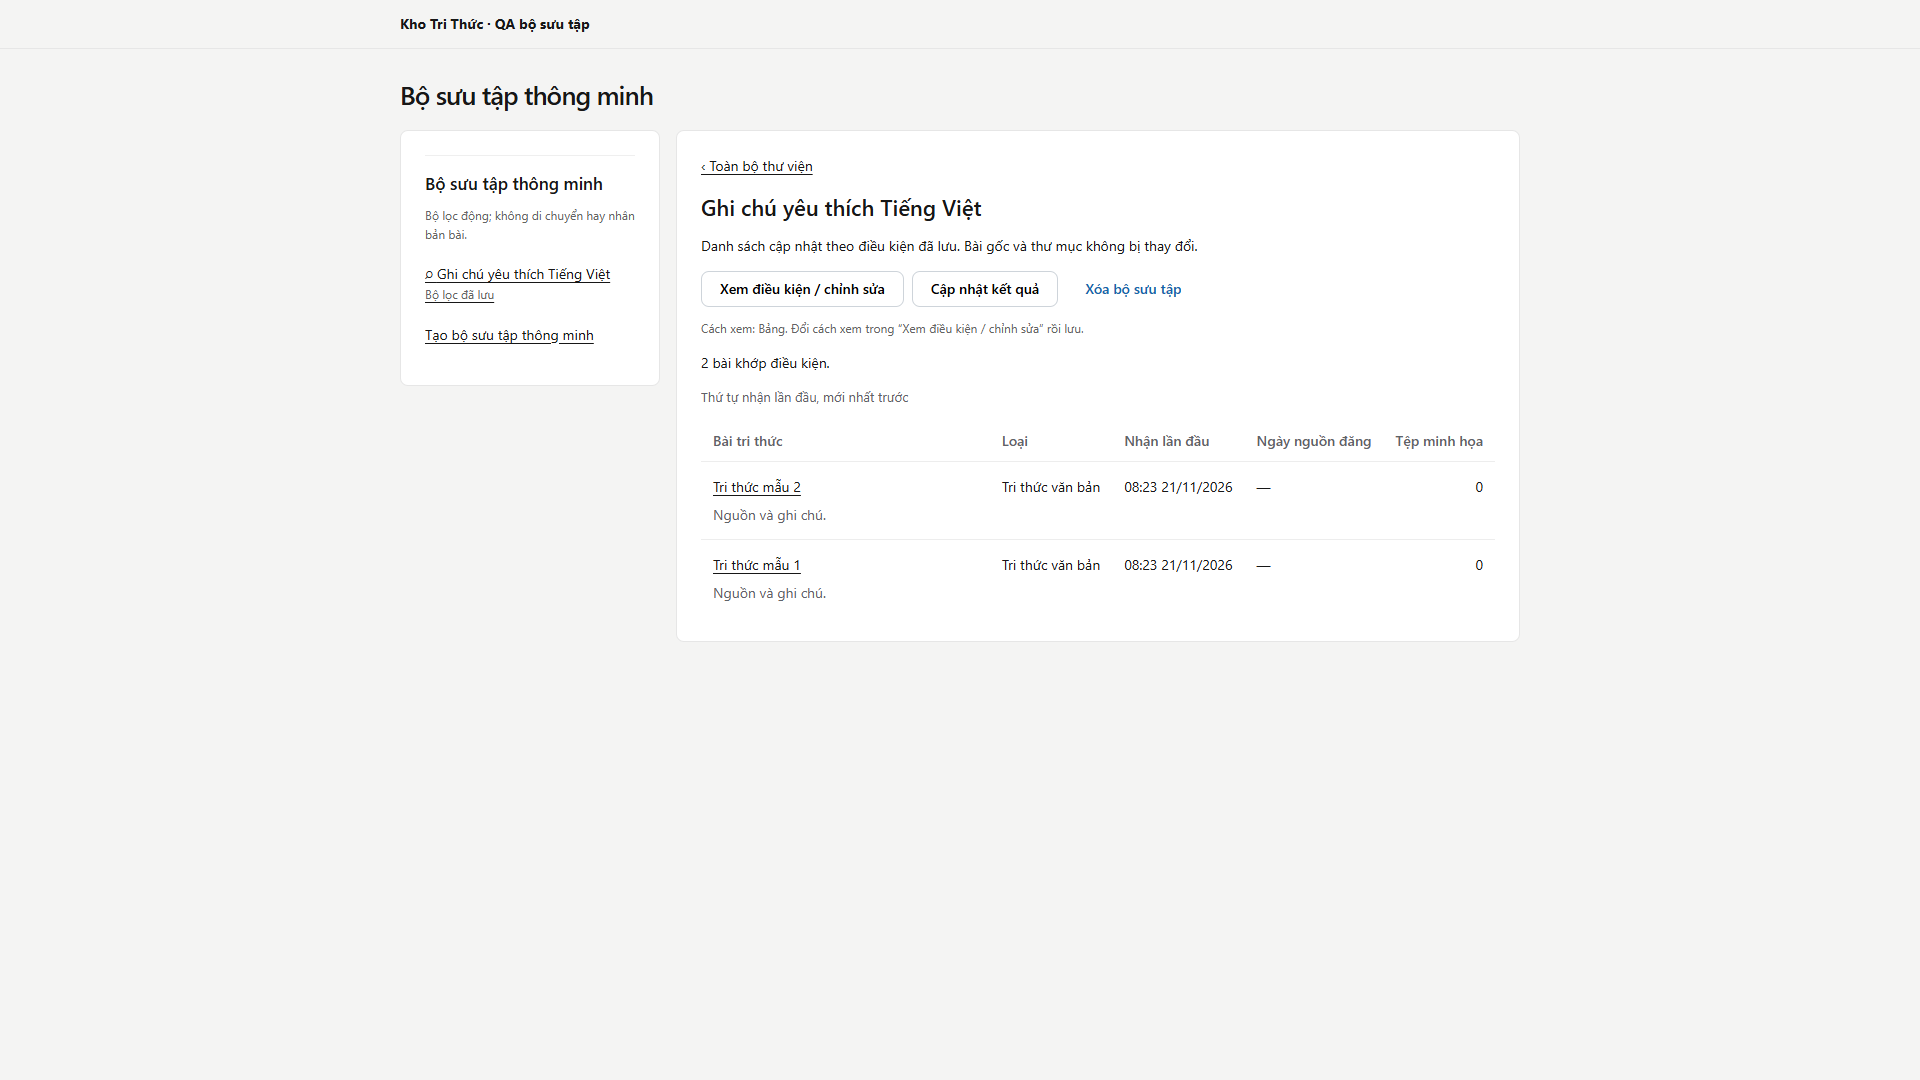 Kho Tri Thức · QA bộ sưu tập
Bộ sưu tập thông minh
Bộ sưu tập thông minh
Bộ lọc động; không di chuyển hay nhân
bản bài.
⌕ Ghi chú yêu thích Tiếng Việt
Bộ lọc đã lưu
Tạo bộ sưu tập thông minh
‹ Toàn bộ thư viện
Ghi chú yêu thích Tiếng Việt
Danh sách cập nhật theo điều kiện đã lưu. Bài gốc và thư mục không bị thay đổi.
Xem điều kiện / chỉnh sửa Cập nhật kết quả Xóa bộ sưu tập
Cách xem: Bảng. Đổi cách xem trong “Xem điều kiện / chỉnh sửa” rồi lưu.
2 bài khớp điều kiện.
Thứ tự nhận lần đầu, mới nhất trước
Bài tri thức Loại Nhận lần đầu Ngày nguồn đăng Tệp minh họa
Tri thức mẫu 2 Tri thức văn bản 08:23 21/11/2026 — 0
Nguồn và ghi chú.
Tri thức mẫu 1 Tri thức văn bản 08:23 21/11/2026 — 0
Nguồn và ghi chú.